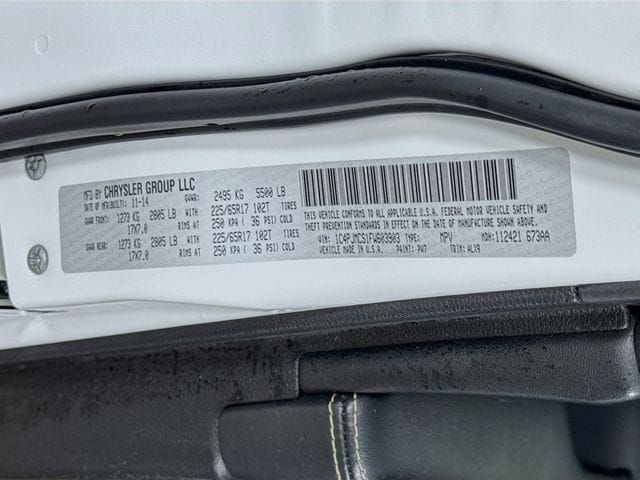 MFD BY CHRYSLER GROUP LLC
DATE OF MFR(BUILT): 11-14 GVWR: 2495 KG 5500 LB
GAWR FRONT: 1273 KG 2805 LB WITH 225/65R17 102T TIRES
17X7.0 RIMS AT 250 KPA ( 36 PSI) COLD
GAWR REAR: 1273 KG 2805 LB WITH 225/65R17 102T TIRES
17X7.0 RIMS AT 250 KPA ( 36 PSI) COLD
THIS VEHICLE CONFORMS TO ALL APPLICABLE U.S.A. FEDERAL MOTOR VEHICLE SAFETY AND
THEFT PREVENTION STANDARDS IN EFFECT ON THE DATE OF MANUFACTURE SHOWN ABOVE.
VIN: 1C4PJMCS1FW603903 TYPE: MPV MDH: 112421 673AA
MADE IN U.S.A. PAINT: PW7 TRIM: ALX9